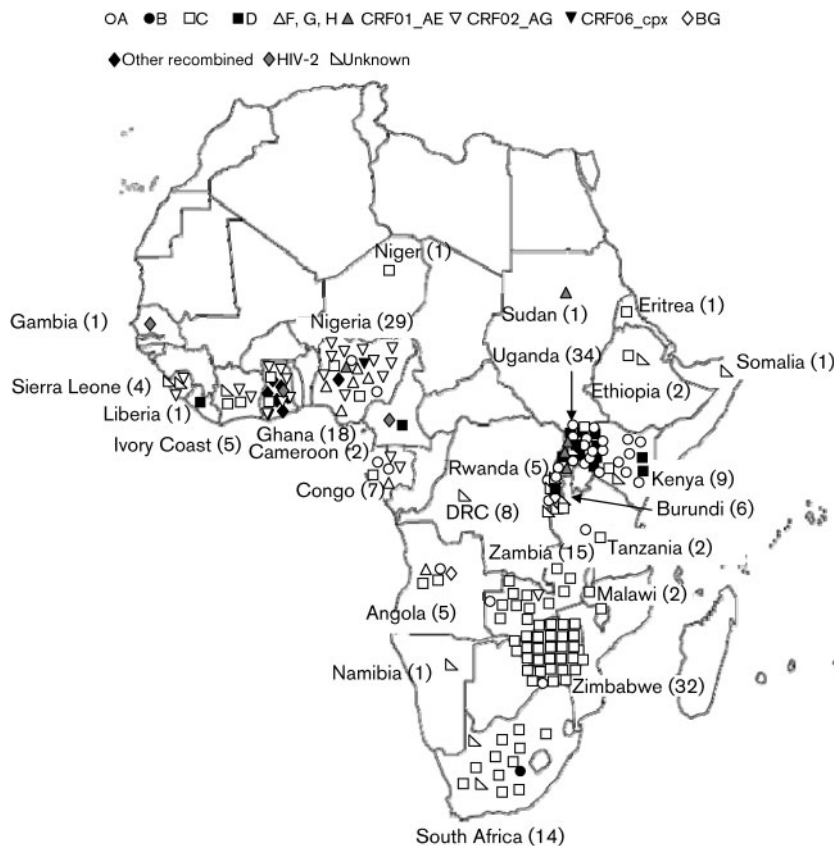 A B C D F, G, H CRF01_AE CRF02_AG CRF06_cpx BG
Other recombined HIV-2 Unknown
Niger (1)
Gambia (1)
Nigeria (29)
Sudan (1)
Eritrea (1)
Uganda (34)
Somalia (1)
Sierra Leone (4)
Ethiopia (2)
Liberia (1)
Ivory Coast (5)
Ghana (18)
Cameroon (2)
Rwanda (5)
Kenya (9)
Congo (7)
DRC (8)
Burundi (6)
Zambia (15)
Tanzania (2)
Angola (5)
Malawi (2)
Namibia (1)
Zimbabwe (32)
South Africa (14)